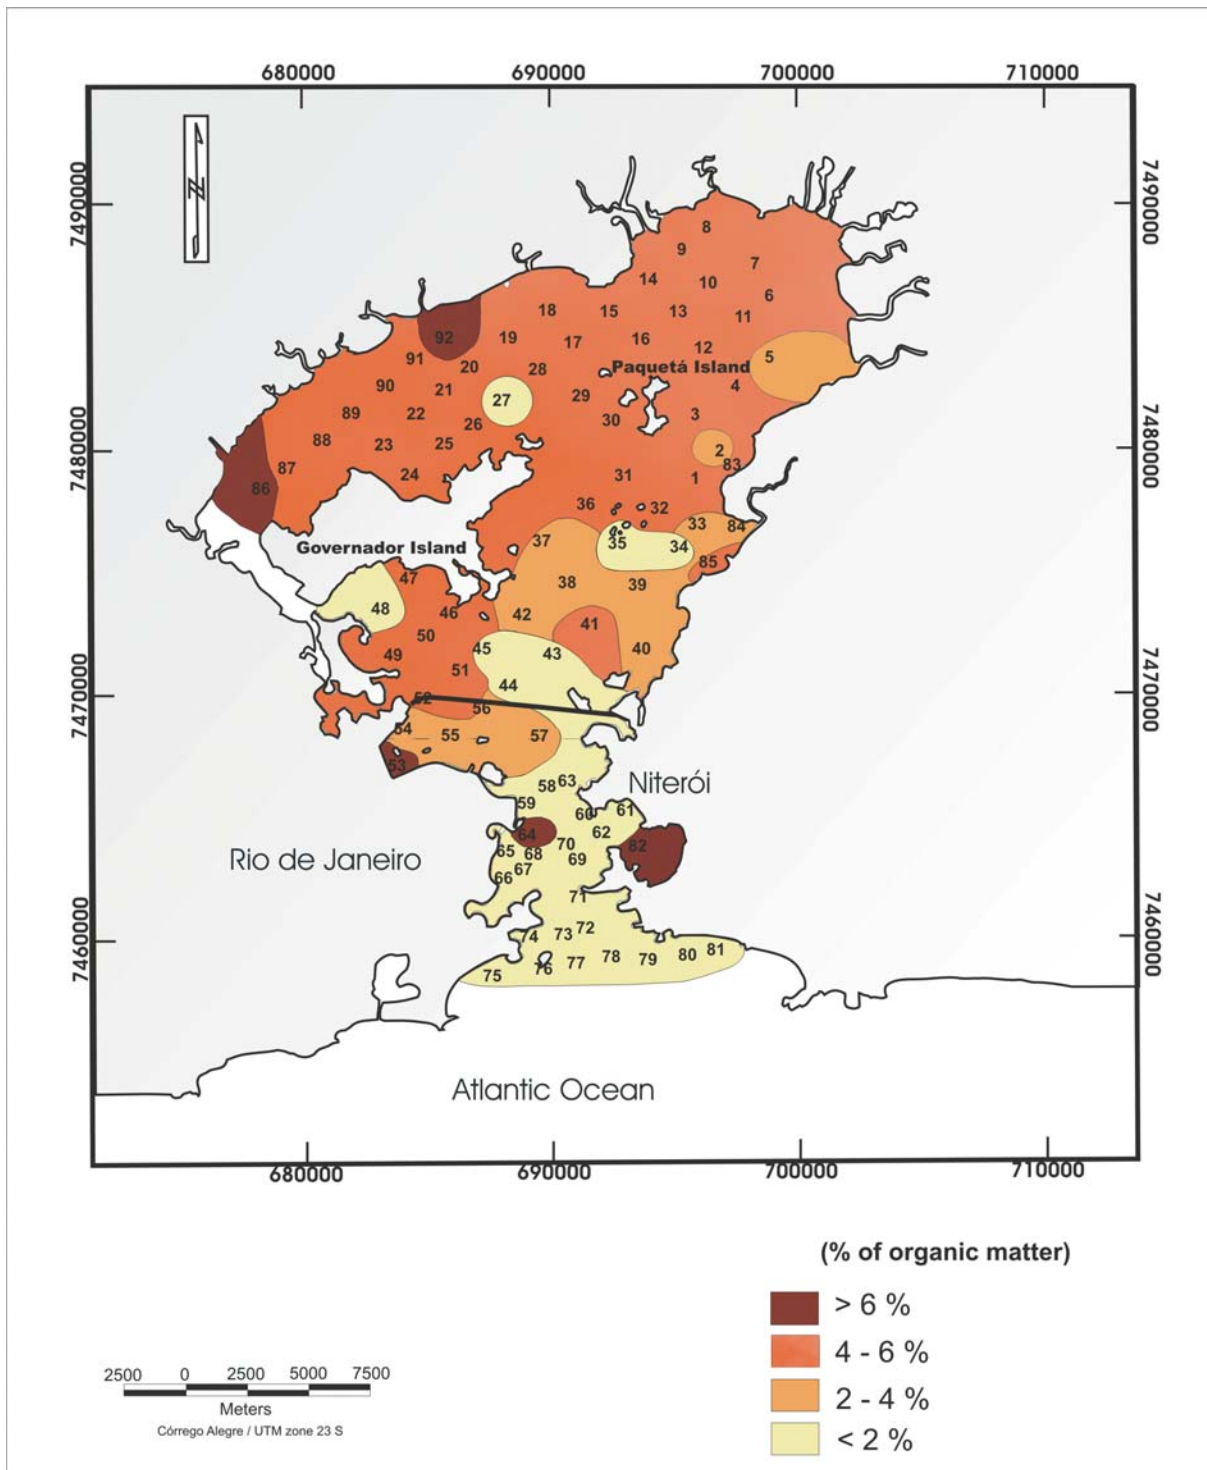 680000 690000 700000 710000
7490000
7490000
N
8
9
7
14 10
6
18 15 13 11
92 19 17 16 12
91 20 28 Paquetá Island 5
90 21 27 29 4
89 22 26 30 3
88 23 25 2
7480000
7480000
87 24 31 1 83
86 36 32
33 84
Governador Island 37 35 34
85
47 38 39
48 46 42 41
50
49 45 43 40
51 44
7470000
7470000
52 56
54 55 57
53
58 63
Niterói
59 60 61
64 62
82
65 68 70
69
Rio de Janeiro
66 67
71
74 73 72
7460000
7460000
75 76 77 78 79 80 81
Atlantic Ocean
680000 690000 700000 710000
(% of organic matter)
> 6 %
4 - 6 %
2 - 4 %
< 2 %
2500 0 2500 5000 7500
Meters
Córrego Alegre / UTM zone 23 S